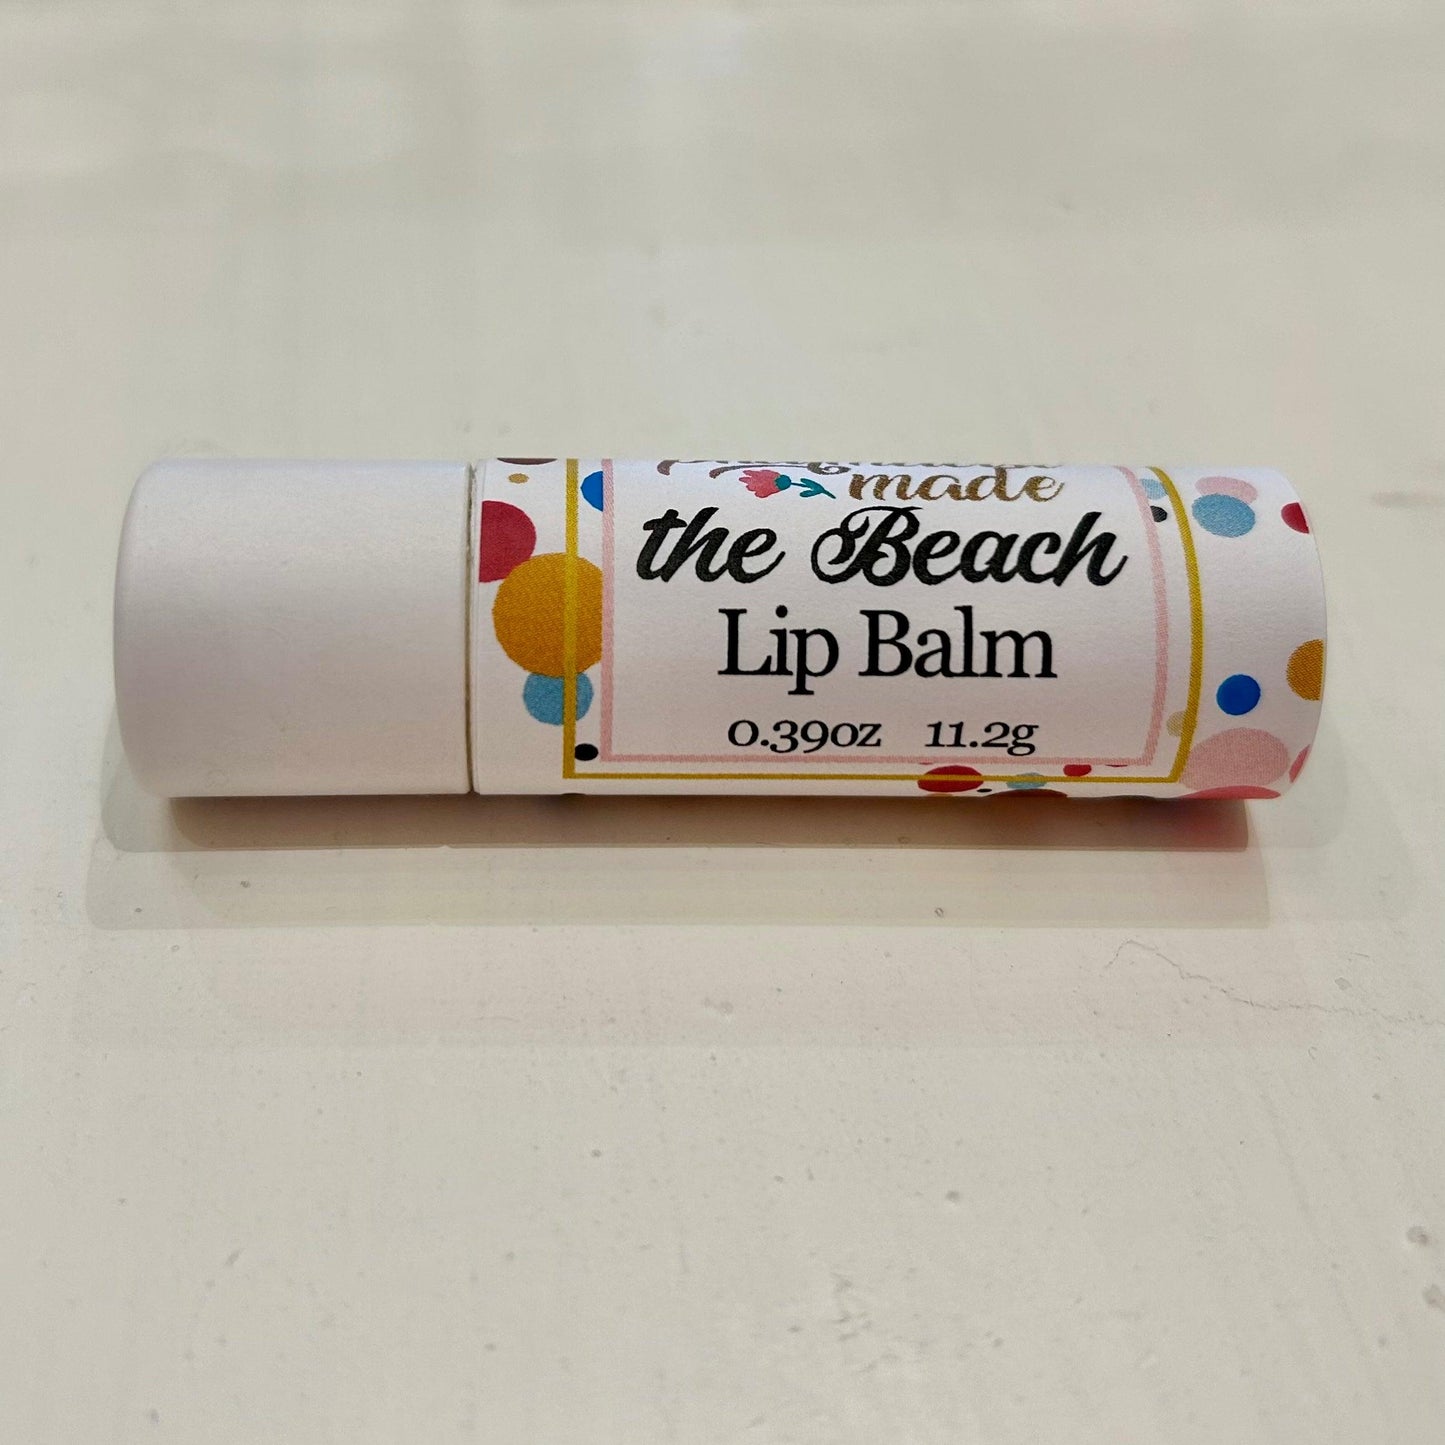 made
the Beach
Lip Balm
0.39oz 11.2g